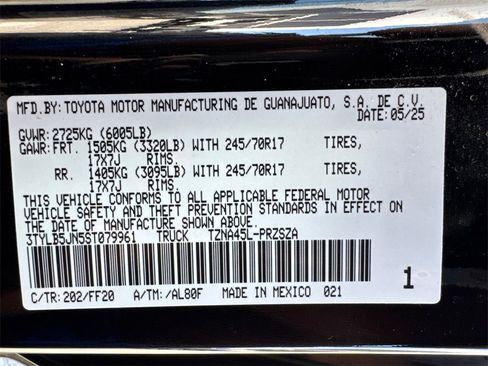 MFD.BY:TOYOTA MOTOR MANUFACTURING DE GUANAJUATO, S.A. DE C.V.
DATE: 05/25
GVWR: 2725KG (6005LB)
GAWR: FRT. 1505KG (3320LB) WITH 245/70R17 TIRES,
17X7J RIMS.
RR. 1405KG (3095LB) WITH 245/70R17 TIRES,
17X7J RIMS.
THIS VEHICLE CONFORMS TO ALL APPLICABLE FEDERAL MOTOR
VEHICLE SAFETY AND THEFT PREVENTION STANDARDS IN EFFECT ON
THE DATE OF MANUFACTURE SHOWN ABOVE.
3TYLB5JN5ST079961 TRUCK TZNA45L-PRZSZA
1
C/TR: 202/FF20 A/TM: /AL80F MADE IN MEXICO 021